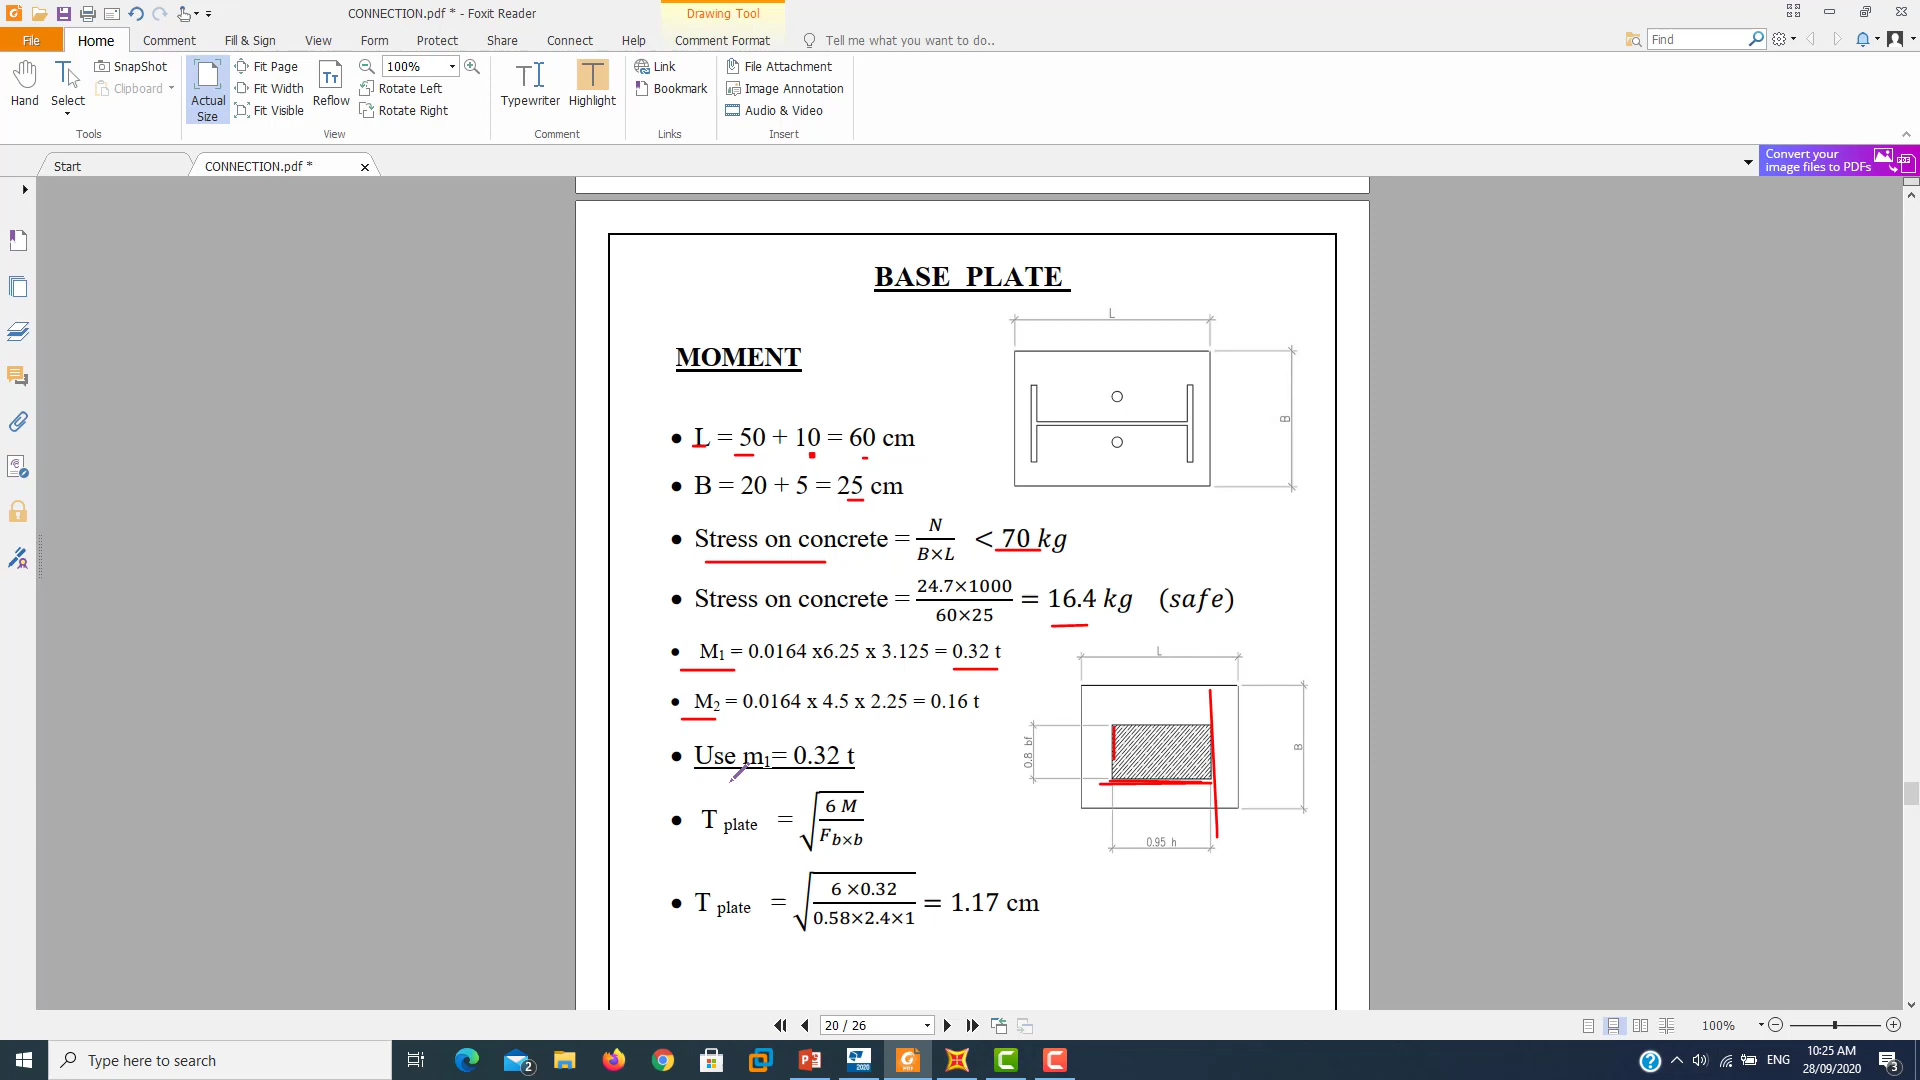 CONNECTION.pdf * - Foxit Reader
Drawing Tool
File
Home
Comment
Fill & Sign
View
Form
Protect
Share
Connect
Help
Comment Format
Tell me what you want to do..
Find
Hand
Select
SnapShot
Clipboard
Tools
Actual Size
Fit Page
Fit Width
Fit Visible
Reflow
100%
Rotate Left
Rotate Right
View
Typewriter
Highlight
Comment
Link
Bookmark
Links
File Attachment
Image Annotation
Audio & Video
Insert
Start
CONNECTION.pdf *
Convert your
image files to PDFs
BASE PLATE
L
B
MOMENT
• L = 50 + 10 = 60 cm
• B = 20 + 5 = 25 cm
• Stress on concrete = N / B×L < 70 kg
• Stress on concrete = 24.7×1000 / 60×25 = 16.4 kg (safe)
• M1 = 0.0164 x6.25 x 3.125 = 0.32 t
• M2 = 0.0164 x 4.5 x 2.25 = 0.16 t
• Use m1= 0.32 t
L
0.8 bf
B
0.95 h
• T plate = √ 6 M / Fb×b
• T plate = √ 6 ×0.32 / 0.58×2.4×1 = 1.17 cm
20 / 26
100%
Type here to search
2
2020
ENG
10:25 AM
28/09/2020
3